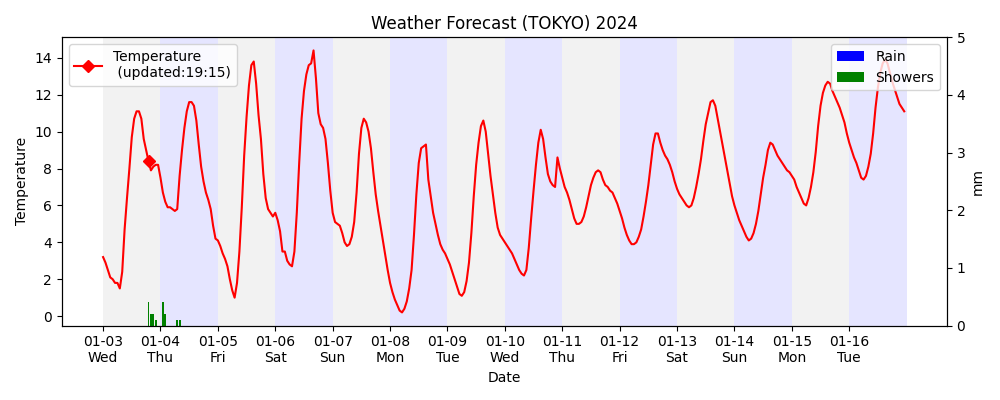 Weather Forecast (TOKYO) 2024
Temperature
(updated:19:15)
Rain
Showers
14
12
10
8
6
4
2
0
Temperature
5
4
3
2
1
0
mm
01-03 01-04 01-05 01-06 01-07 01-08 01-09 01-10 01-11 01-12 01-13 01-14 01-15 01-16
Wed Thu Fri Sat Sun Mon Tue Wed Thu Fri Sat Sun Mon Tue
Date